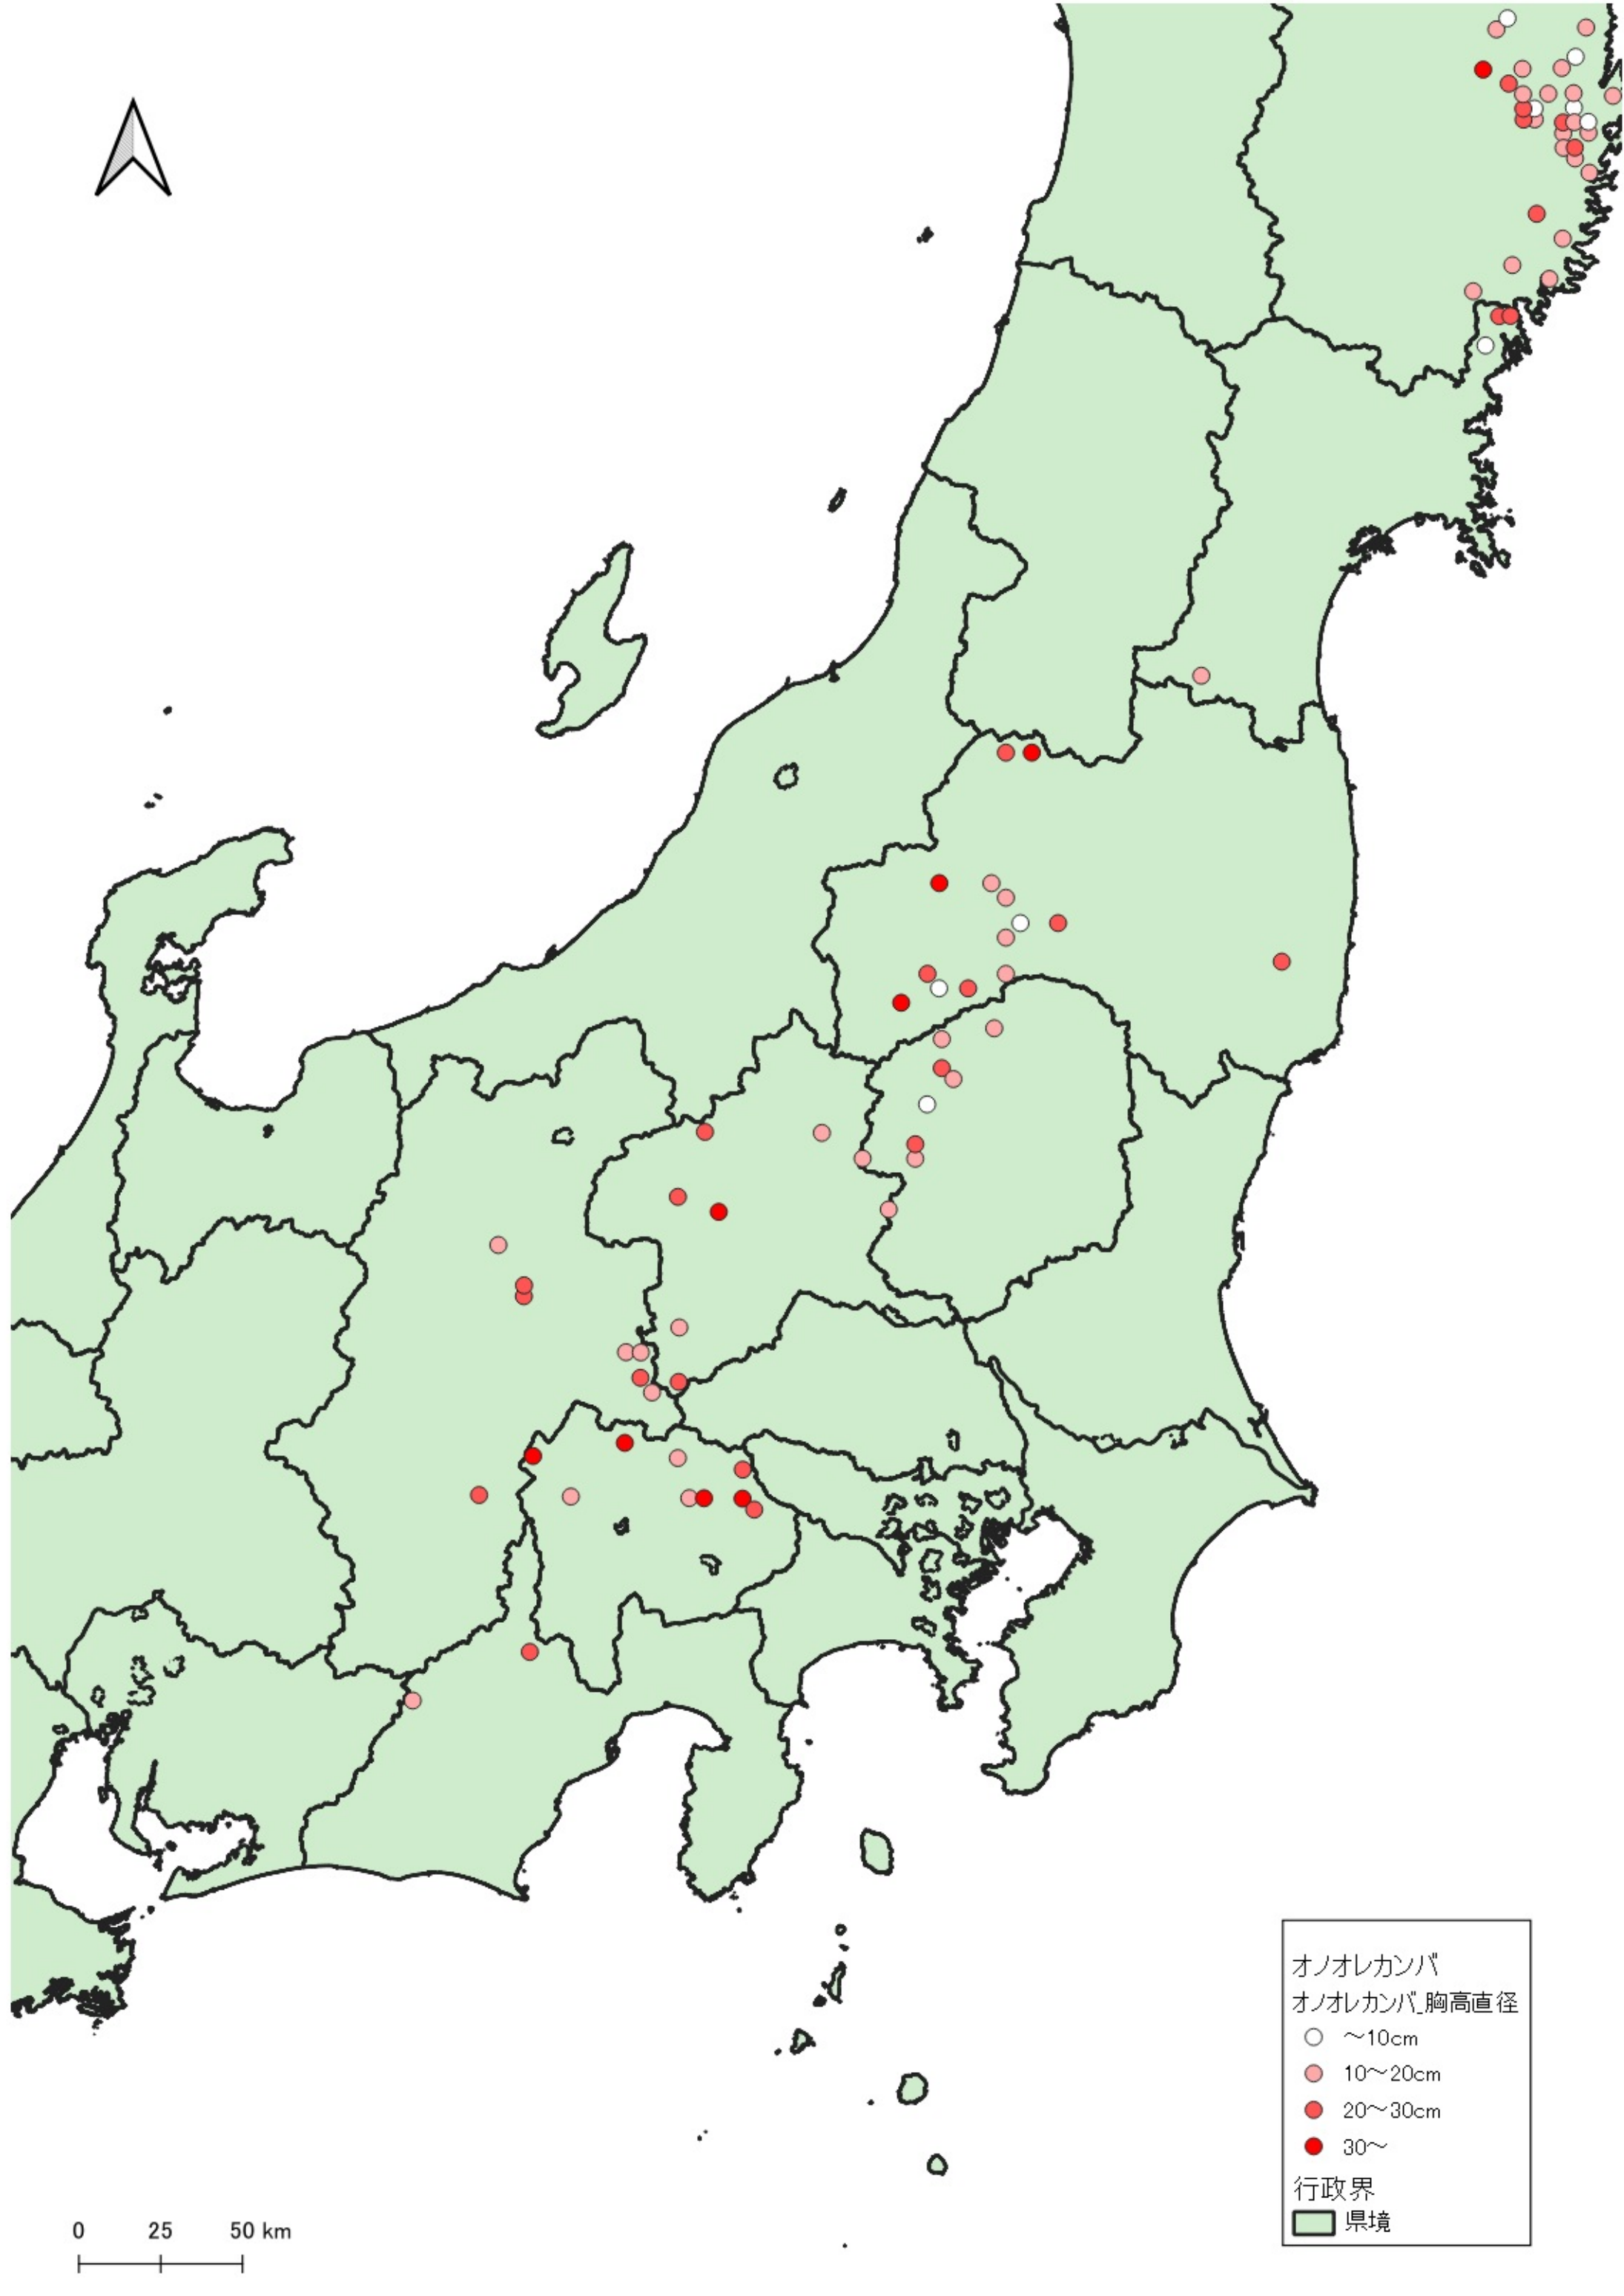 オノオレカンバ
オノオレカンバ_胸高直径
～10cm
10～20cm
20～30cm
30～
行政界
県境
0 25 50 km